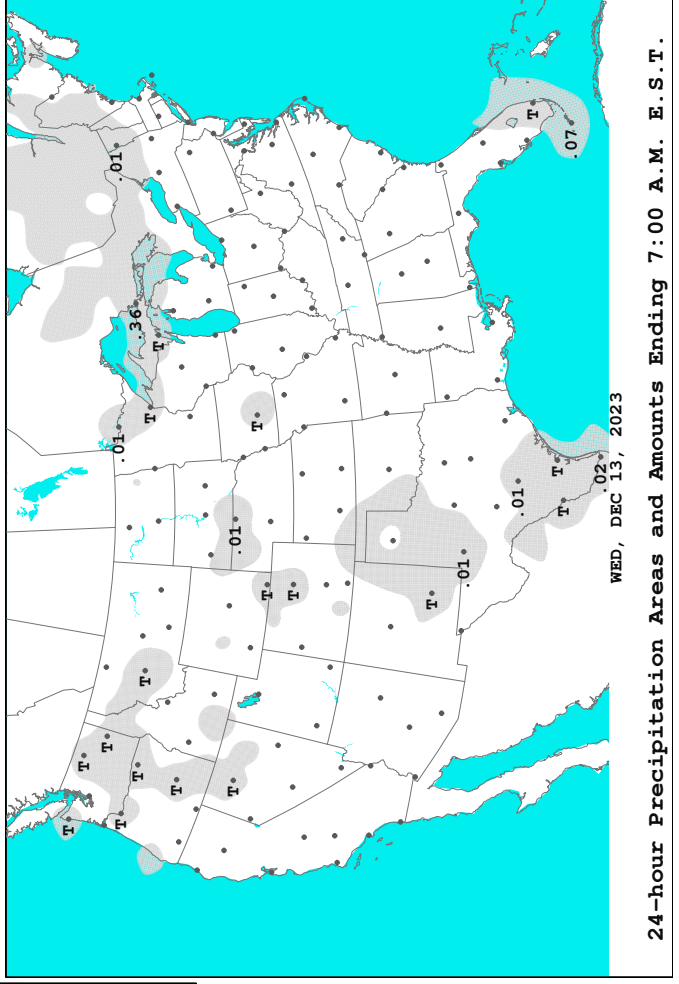 T
.01
T
T
T
T
T
T
T
T
.01
T
T
.36
.01
T
T
.01
T
.01
.01
T
T
.02
T
.07
WED, DEC 13, 2023
24-hour Precipitation Areas and Amounts Ending 7:00 A.M. E.S.T.